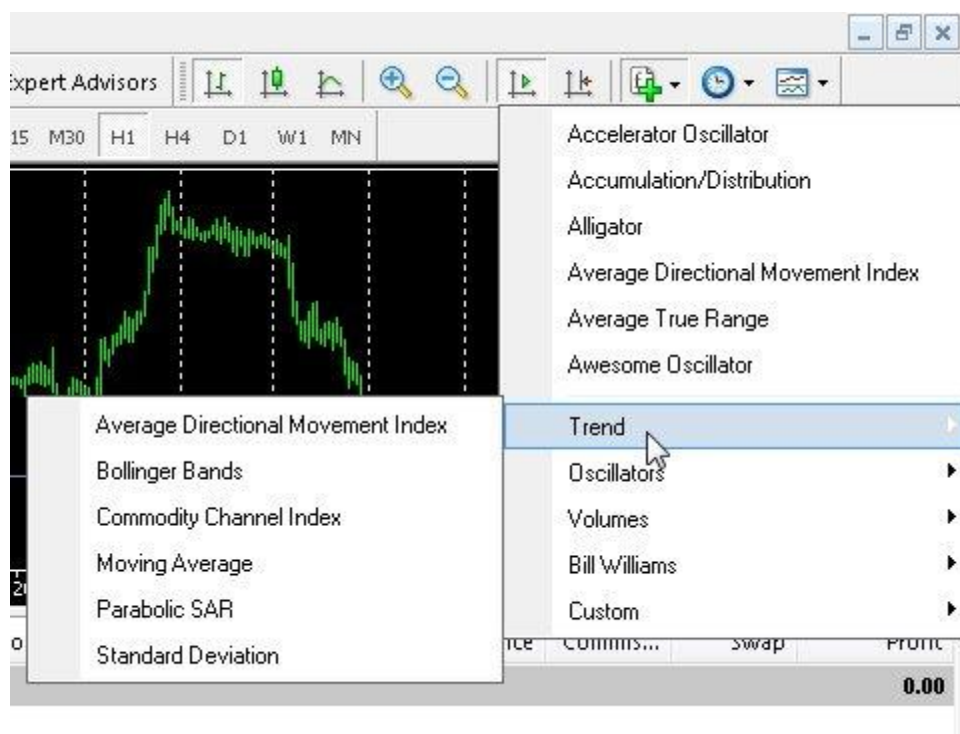 Expert Advisors
15 M30 H1 H4 D1 W1 MN
Accelerator Oscillator
Accumulation/Distribution
Alligator
Average Directional Movement Index
Average True Range
Awesome Oscillator
Trend
Oscillators
Volumes
Bill Williams
Custom
Average Directional Movement Index
Bollinger Bands
Commodity Channel Index
Moving Average
Parabolic SAR
Standard Deviation
Comms... Swap Profit
0.00